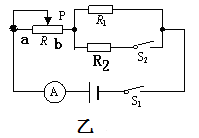 P
R₁
a R b
R₂ S₂
A S₁
乙